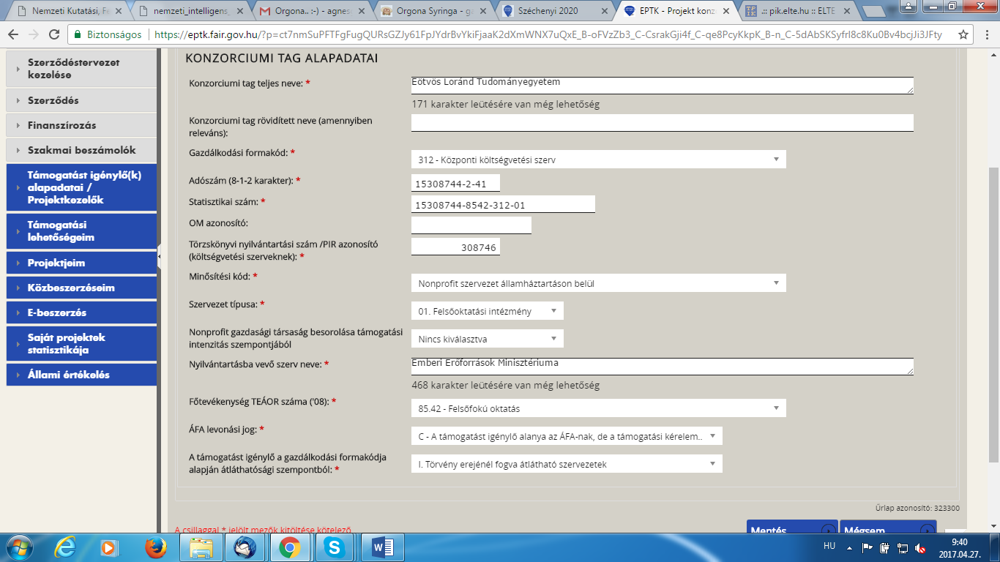 Nemzeti Kutatási, Fe
nemzeti_intelligens_
Orgona.. :-) - agnese
Orgona Syringa - ge
Széchenyi 2020
EPTK - Projekt konz
.:: pik.elte.hu :: ELTE
Biztonságos
https://eptk.fair.gov.hu/?p=ct7nmSuPFTFgFugQURsGZJy61FpJYdrBvYkiFjaaK2dXmWNX7uQxE_B-oFVzZb3_C-CsrakGji4f_C-qe8PcyKkpK_B-n_C-5dAbSKSyfrl8c8Ku0Bv4bcjJi3JFty
Szerződéstervezet
kezelése
Szerződés
Finanszírozás
Szakmai beszámolók
Támogatást igénylő(k)
alapadatai /
Projektkezelők
Támogatási
lehetőségeim
Projektjeim
Közbeszerzéseim
E-beszerzés
Saját projektek
statisztikája
Állami értékelés
KONZORCIUMI TAG ALAPADATAI
Konzorciumi tag teljes neve: *
Eötvös Loránd Tudományegyetem
171 karakter leütésére van még lehetőség
Konzorciumi tag rövidített neve (amennyiben
releváns):
Gazdálkodási formakód: *
312 - Központi költségvetési szerv
Adószám (8-1-2 karakter): *
15308744-2-41
Statisztikai szám: *
15308744-8542-312-01
OM azonosító:
Törzskönyvi nyilvántartási szám /PIR azonosító
(költségvetési szerveknek): *
308746
Minősítési kód: *
Nonprofit szervezet államháztartáson belül
Szervezet típusa: *
01. Felsőoktatási intézmény
Nonprofit gazdasági társaság besorolása támogatási
intenzitás szempontjából
Nincs kiválasztva
Nyilvántartásba vevő szerv neve: *
Emberi Erőforrások Minisztériuma
468 karakter leütésére van még lehetőség
Főtevékenység TEÁOR száma ('08): *
85.42 - Felsőfokú oktatás
ÁFA levonási jog: *
C - A támogatást igénylő alanya az ÁFA-nak, de a támogatási kérelem..
A támogatást igénylő a gazdálkodási formakódja
alapján átláthatósági szempontból: *
I. Törvény erejénél fogva átlátható szervezetek
Űrlap azonosító: 323300
A csillaggal * jelölt mezők kitöltése kötelező
Mentés
Mégsem
HU
9:40
2017.04.27.